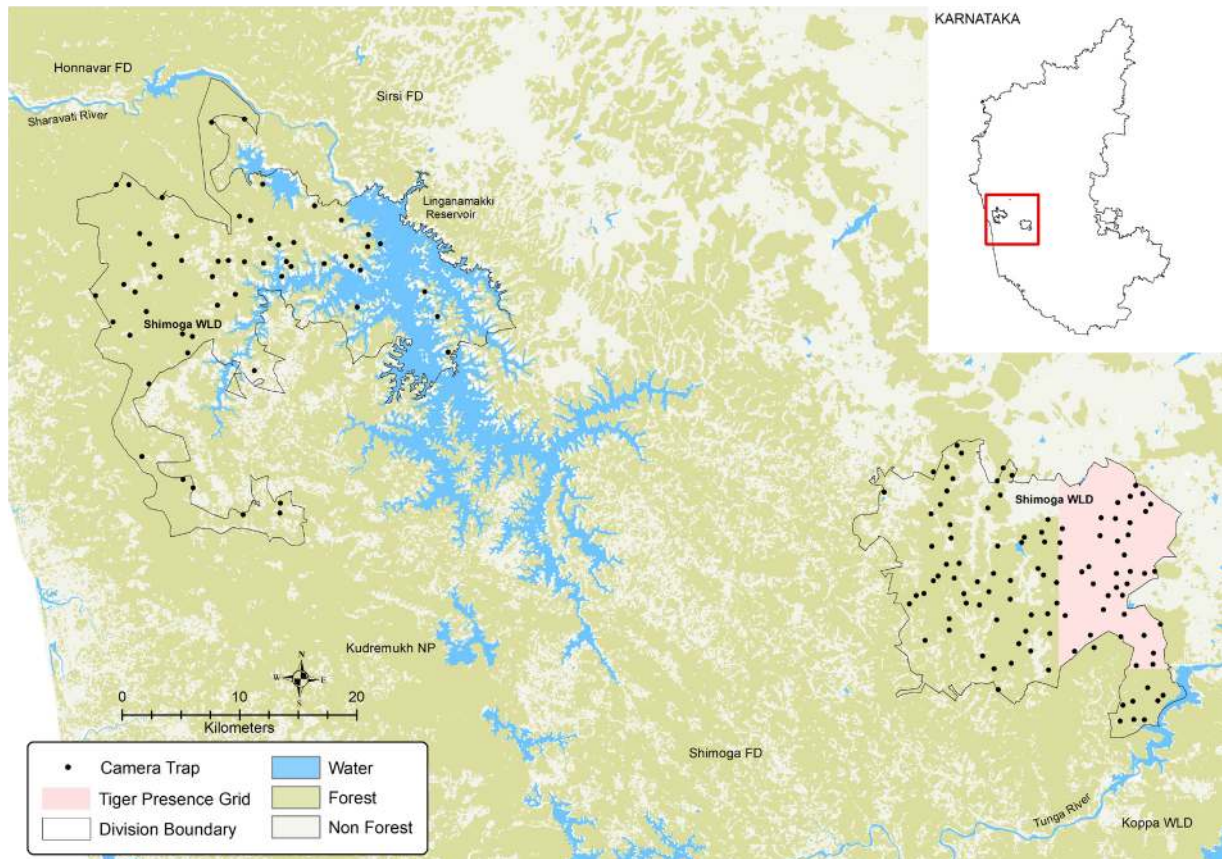 KARNATAKA
Honnavar FD
Sirsi FD
Sharavati River
Linganamakki
Reservoir
Shimoga WLD
Shimoga WLD
Kudremukh NP
N
W E
S
0 10 20
Kilometers
Shimoga FD
Tunga River
Koppa WLD
Camera Trap
Tiger Presence Grid
Division Boundary
Water
Forest
Non Forest